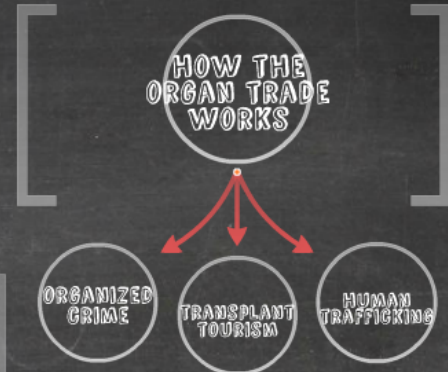 HOW THE
ORGAN TRADE
WORKS
ORGANIZED
CRIME
TRANSPLANT
TOURISM
HUMAN
TRAFFICKING